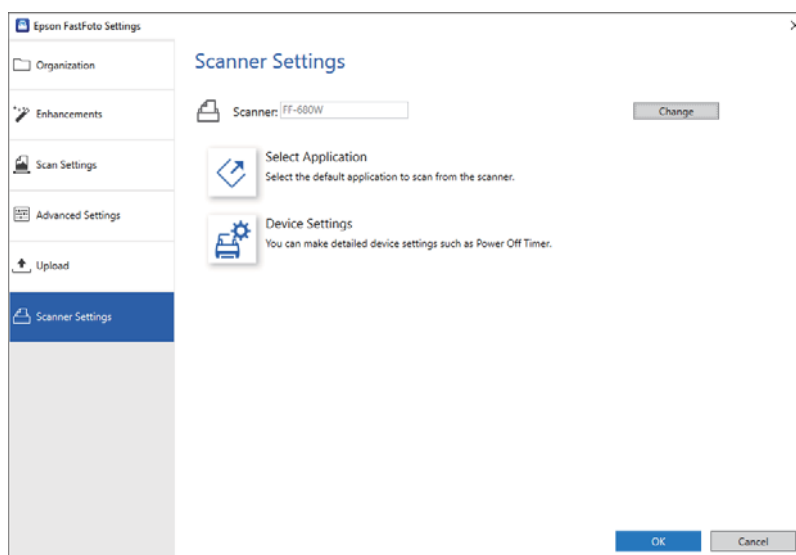 Epson FastFoto Settings
Organization
Enhancements
Scan Settings
Advanced Settings
Upload
Scanner Settings
Scanner Settings
Scanner: FF-680W
Change
Select Application
Select the default application to scan from the scanner.
Device Settings
You can make detailed device settings such as Power Off Timer.
OK
Cancel